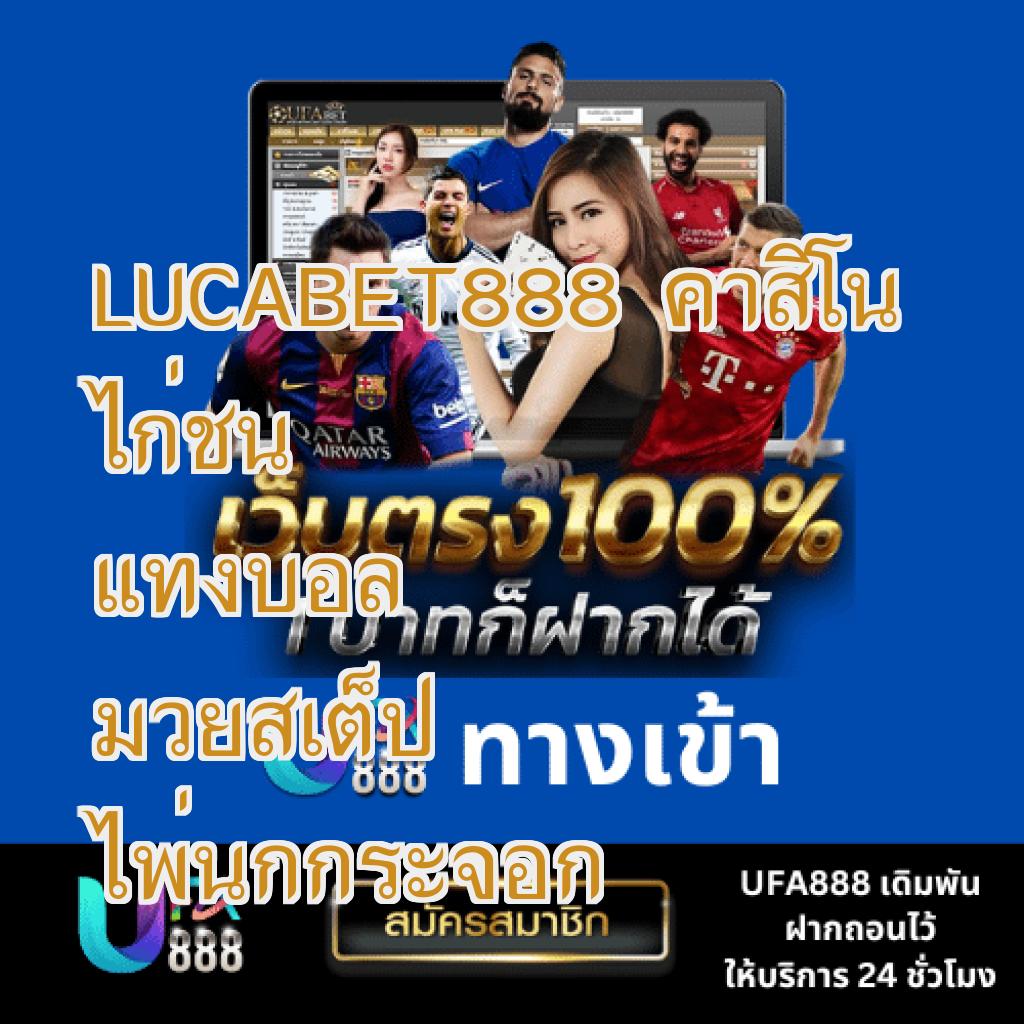 UFABET
LUCABET888 คาสิโน
ไก่ชน
QATAR
AIRWAYS
T
เว็บตรง100%
แทงบอล
1 บาทก็ฝากได้
มวยสเต็ป
888 ทางเข้า
ไพ่นกกระจอก
888
สมัครสมาชิก
UFA888 เดิมพัน
ฝากถอนไว้
ให้บริการ 24 ชั่วโมง